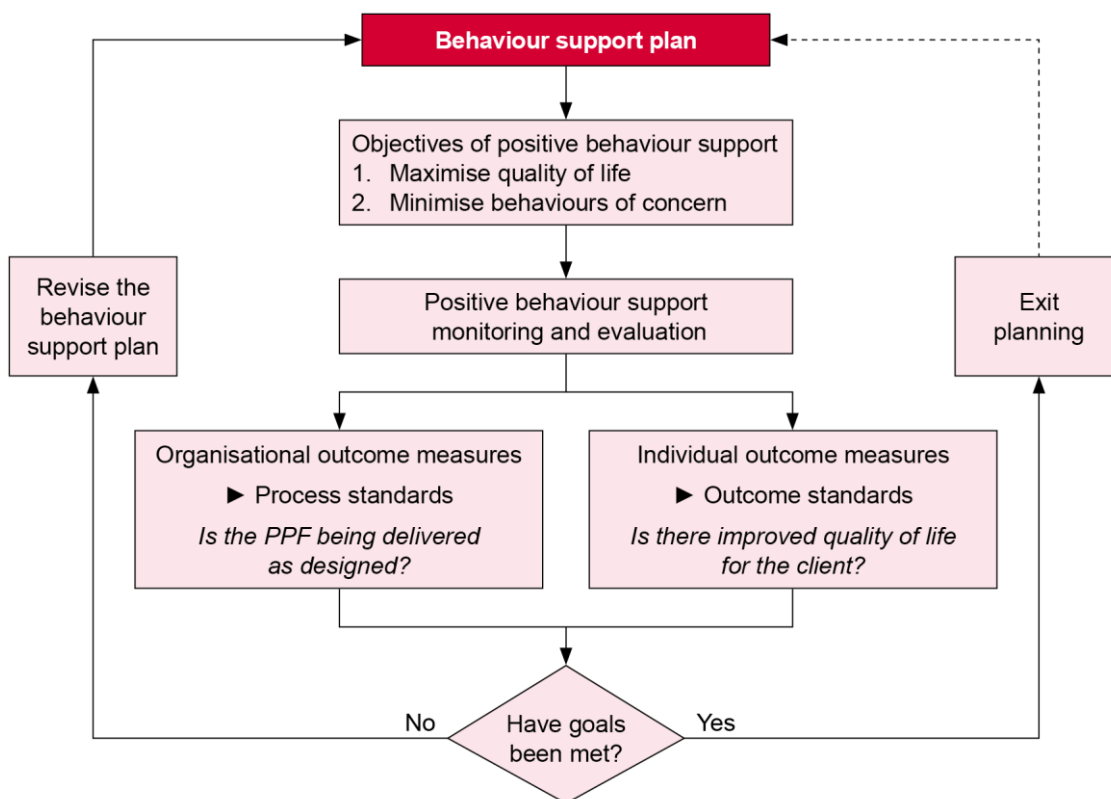 Behaviour support plan
Objectives of positive behaviour support
1. Maximise quality of life
2. Minimise behaviours of concern
Revise the
behaviour
support plan
Positive behaviour support
monitoring and evaluation
Exit
planning
Organisational outcome measures
► Process standards
Is the PPF being delivered
as designed?
Individual outcome measures
► Outcome standards
Is there improved quality of life
for the client?
No
Have goals
been met?
Yes